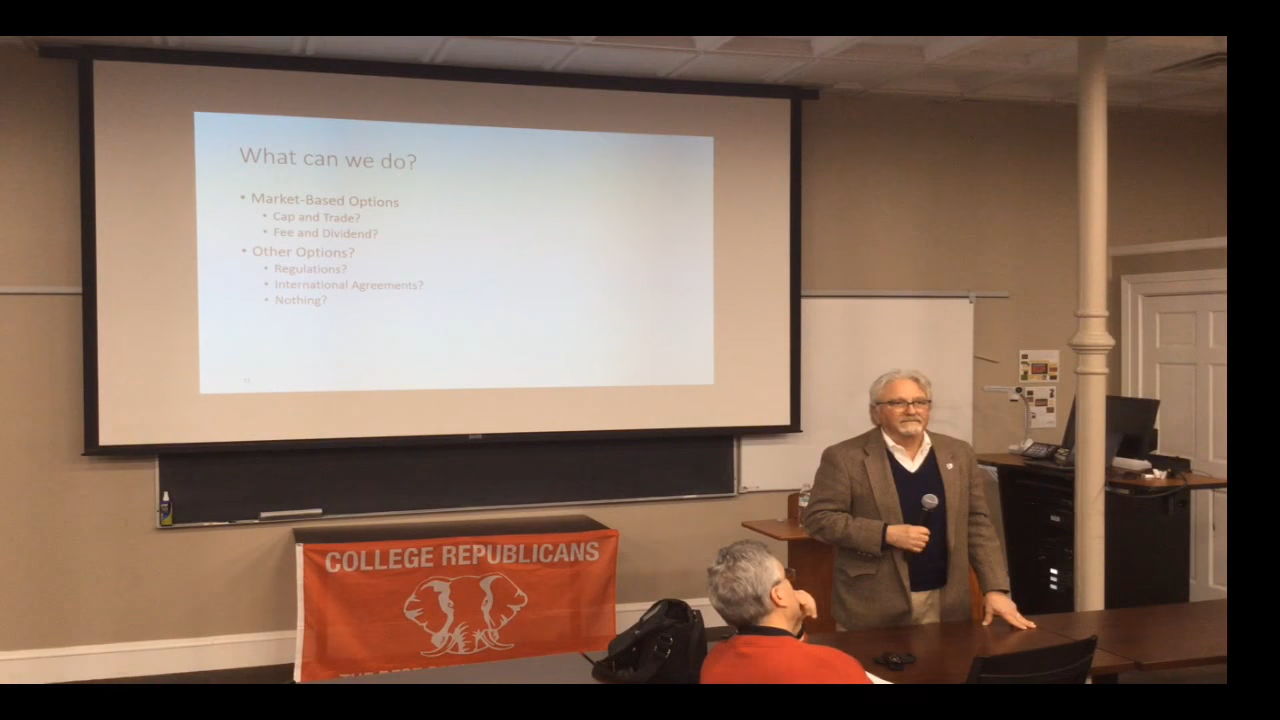 What can we do?
• Market-Based Options
• Cap and Trade?
• Fee and Dividend?
• Other Options?
• Regulations?
• International Agreements?
• Nothing?
COLLEGE REPUBLICANS